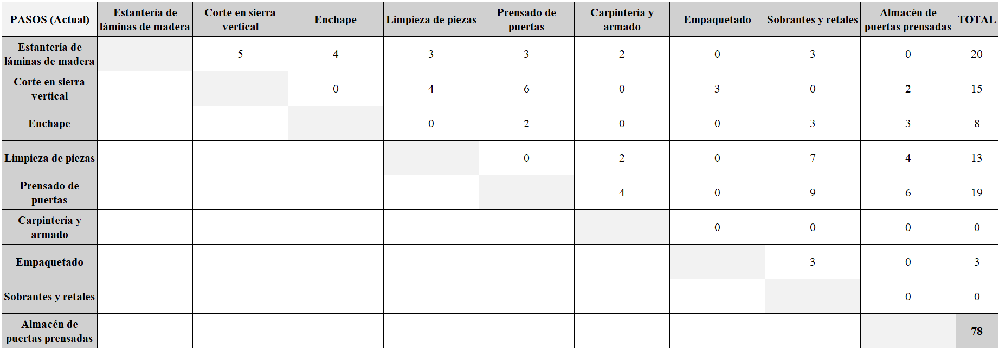 PASOS (Actual) Estantería de láminas de madera Corte en sierra vertical Enchape Limpieza de piezas Prensado de puertas Carpintería y armado Empaquetado Sobrantes y retales Almacén de puertas prensadas TOTAL
Estantería de láminas de madera 5 4 3 3 2 0 3 0 20
Corte en sierra vertical 0 4 6 0 3 0 2 15
Enchape 0 2 0 0 3 3 8
Limpieza de piezas 0 2 0 7 4 13
Prensado de puertas 4 0 9 6 19
Carpintería y armado 0 0 0 0
Empaquetado 3 0 3
Sobrantes y retales 0 0
Almacén de puertas prensadas 78